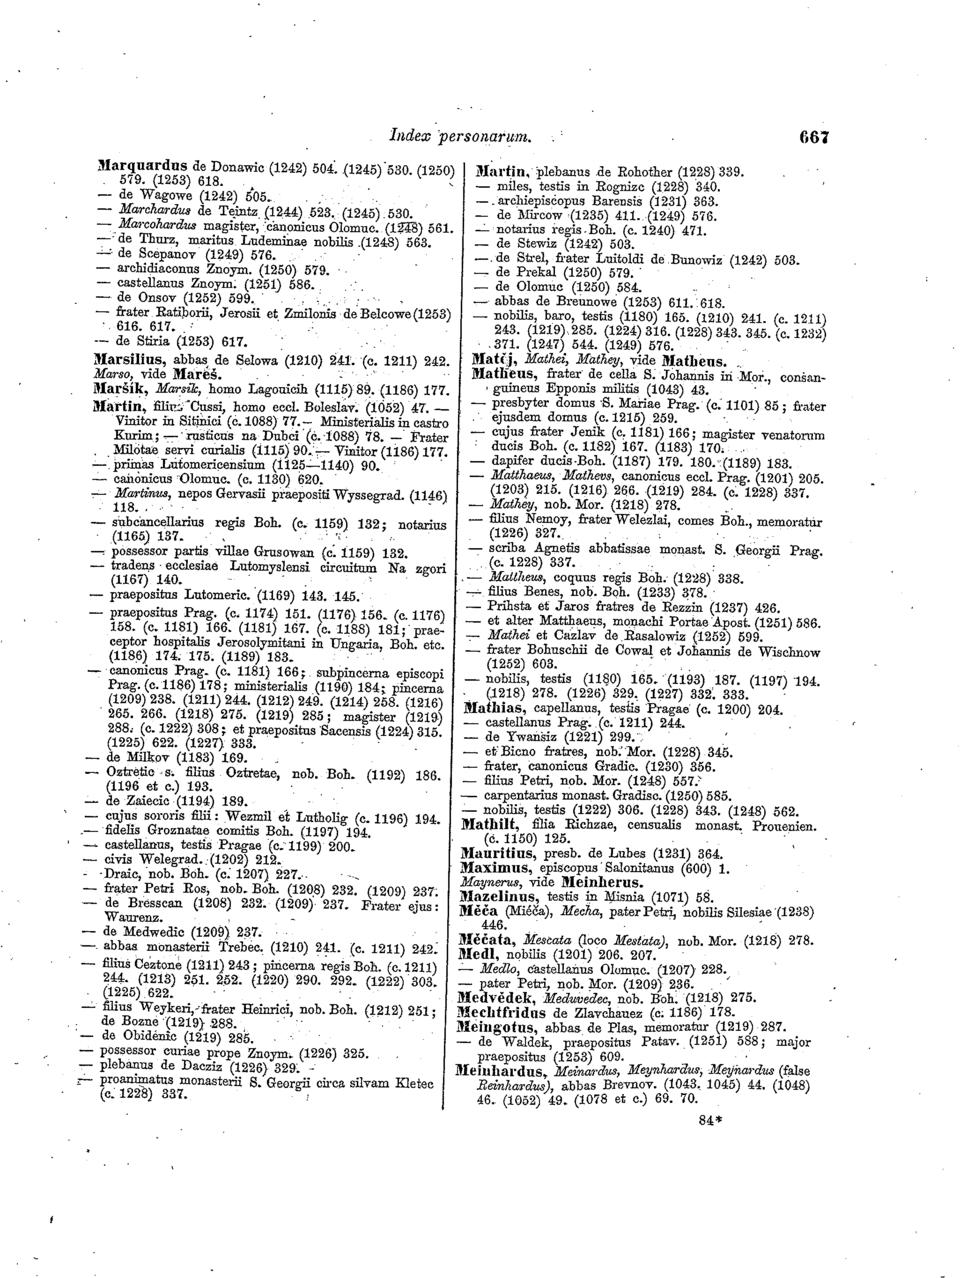 Index personarum.
667
Marquardus de Donawic (1242) 504. (1245) 530. (1250)
579. (1253) 618.
— de Wagowe (1242) 505.
— Marchardus de Teintz (1244) 523. (1245) 530.
— Marcohardus magister, canonicus Olomuc. (1248) 561.
— de Thurz, maritus Ludeminae nobilis (1248) 563.
— de Scepanov (1249) 576.
— archidiaconus Znoym. (1250) 579.
— castellanus Znoym. (1251) 586.
— de Onsov (1252) 599.
— frater Ratiborii, Jerosii et Zmilonis de Belcowe (1253)
616. 617.
— de Stiria (1253) 617.
Marsilius, abbas de Selowa (1210) 241. (c. 1211) 242.
Marso, vide Mareš.
Maršík, Marsik, homo Lagonicih (1115) 89. (1186) 177.
Martin, filius Cussi, homo eccl. Boleslav. (1052) 47. —
Vinitor in Sitinici (c. 1088) 77. — Ministerialis in castro
Kurim; — rusticus na Dubci (c. 1088) 78. — Frater
Milotae servi curialis (1115) 90. — Vinitor (1186) 177.
— primas Lutomericensium (1125—1140) 90.
— canonicus Olomuc. (c. 1130) 620.
— Martinus, nepos Gervasii praepositi Wyssegrad. (1146)
118.
— subcancellarius regis Boh. (c. 1159) 132; notarius
(1165) 137.
— possessor partis villae Grusowan (c. 1159) 132.
— tradens ecclesiae Lutomyslensi circuitum Na zgori
(1167) 140.
— praepositus Lutomeric. (1169) 143. 145.
— praepositus Prag. (c. 1174) 151. (1176) 156. (c. 1176)
158. (c. 1181) 166. (1181) 167. (c. 1188) 181; prae-
ceptor hospitalis Jerosolymitani in Ungaria, Boh. etc.
(1186) 174. 175. (1189) 183.
— canonicus Prag. (c. 1181) 166; subpincerna episcopi
Prag. (c. 1186) 178; ministerialis (1190) 184; pincerna
(1209) 238. (1211) 244. (1212) 249. (1214) 258. (1216)
265. 266. (1218) 275. (1219) 285; magister (1219)
288. (c. 1222) 308; et praepositus Sacensis (1224) 315.
(1225) 622. (1227) 333.
— de Milkov (1183) 169.
— Oztretic s. filius Oztretae, nob. Boh. (1192) 186.
(1196 et c.) 193.
— de Zaiecic (1194) 189.
— cujus sororis filii: Wezmil et Lutholig (c. 1196) 194.
— fidelis Groznatae comitis Boh. (1197) 194.
— castellanus, testis Pragae (c. 1199) 200.
— civis Welegrad. (1202) 212.
- Draic, nob. Boh. (c. 1207) 227.
— frater Petri Ros, nob. Boh. (1208) 232. (1209) 237.
— de Bresscan (1208) 232. (1209) 237. Frater ejus:
Waurenz.
— de Medwedic (1209) 237.
— abbas monasterii Trebec. (1210) 241. (c. 1211) 242.
— filius Ceztone (1211) 243; pincerna regis Boh. (c. 1211)
244. (1213) 251. 252. (1220) 290. 292. (1222) 303.
(1225) 622.
— filius Weykeri, frater Heinrici, nob. Boh. (1212) 251;
de Bozne (1219) 288.
— de Obidenic (1219) 285.
— possessor curiae prope Znoym. (1226) 325.
— plebanus de Dacziz (1226) 329.
— proanimatus monasterii S. Georgii circa silvam Kletec
(c. 1228) 337.
Martin, plebanus de Rohother (1228) 339.
— miles, testis in Rognizc (1228) 340.
— archiepiscopus Barensis (1231) 363.
— de Mircow (1235) 411. (1249) 576.
— notarius regis Boh. (c. 1240) 471.
— de Stewiz (1242) 503.
— de Strel, frater Luitoldi de Bunowiz (1242) 503.
— de Prekal (1250) 579.
— de Olomuc (1250) 584.
— abbas de Breunowe (1253) 611. 618.
— nobilis, baro, testis (1180) 165. (1210) 241. (c. 1211)
243. (1219) 285. (1224) 316. (1228) 343. 345. (c. 1232)
371. (1247) 544. (1249) 576.
Matěj, Mathei, Mathey, vide Matheus.
Matheus, frater de cella S. Johannis in Mor., consan-
guineus Epponis militis (1043) 43.
— presbyter domus S. Mariae Prag. (c. 1101) 85; frater
ejusdem domus (c. 1215) 259.
— cujus frater Jenik (c. 1181) 166; magister venatorum
ducis Boh. (c. 1182) 167. (1183) 170.
— dapifer ducis Boh. (1187) 179. 180. (1189) 183.
— Matthaeus, Mathevs, canonicus eccl. Prag. (1201) 205.
(1203) 215. (1216) 266. (1219) 284. (c. 1228) 337.
— Mathey, nob. Mor. (1218) 278.
— filius Nemoy, frater Welezlai, comes Boh., memoratur
(1226) 327.
— scriba Agnetis abbatissae monast. S. Georgii Prag.
(c. 1228) 337.
— Mattheus, coquus regis Boh. (1228) 338.
— filius Benes, nob. Boh. (1233) 378.
— Prihsta et Jaros fratres de Rezzin (1237) 426.
— et alter Matthaeus, monachi Portae Apost. (1251) 586.
— Mathei et Cazlav de Rasalowiz (1252) 599.
— frater Bohuschii de Cowal et Johannis de Wischnow
(1252) 603.
— nobilis, testis (1180) 165. (1193) 187. (1197) 194.
(1218) 278. (1226) 329. (1227) 332. 333.
Mathias, capellanus, testis Pragae (c. 1200) 204.
— castellanus Prag. (c. 1211) 244.
— de Ywansiz (1221) 299.
— et Bicno fratres, nob. Mor. (1228) 345.
— frater, canonicus Gradic. (1230) 356.
— filius Petri, nob. Mor. (1248) 557.
— carpentarius monast. Gradisc. (1250) 585.
— nobilis, testis (1222) 306. (1228) 343. (1248) 562.
Mathilt, filia Richzae, censualis monast. Prouenien.
(c. 1150) 125.
Mauritius, presb. de Lubes (1231) 364.
Maximus, episcopus Salonitanus (600) 1.
Maynerus, vide Meinherus.
Mazelinus, testis in Misnia (1071) 58.
Měča (Miéča), Mecha, pater Petri, nobilis Silesiae (1238)
446.
Měčata, Mescata (loco Mestata), nob. Mor. (1218) 278.
Medl, nobilis (1201) 206. 207.
— Medlo, castellanus Olomuc. (1207) 228.
— pater Petri, nob. Mor. (1209) 236.
Medvědek, Meduvedec, nob. Boh. (1218) 275.
Mechtfridus de Zlavchauez (c. 1186) 178.
Meingotus, abbas de Plas, memoratur (1219) 287.
— de Waldek, praepositus Patav. (1251) 588; major
praepositus (1253) 609.
Meinhardus, Meinardus, Meynhardus, Meynardus (false
Reinhardus), abbas Brevnov. (1043. 1045) 44. (1048)
46. (1052) 49. (1078 et c.) 69. 70.
84*